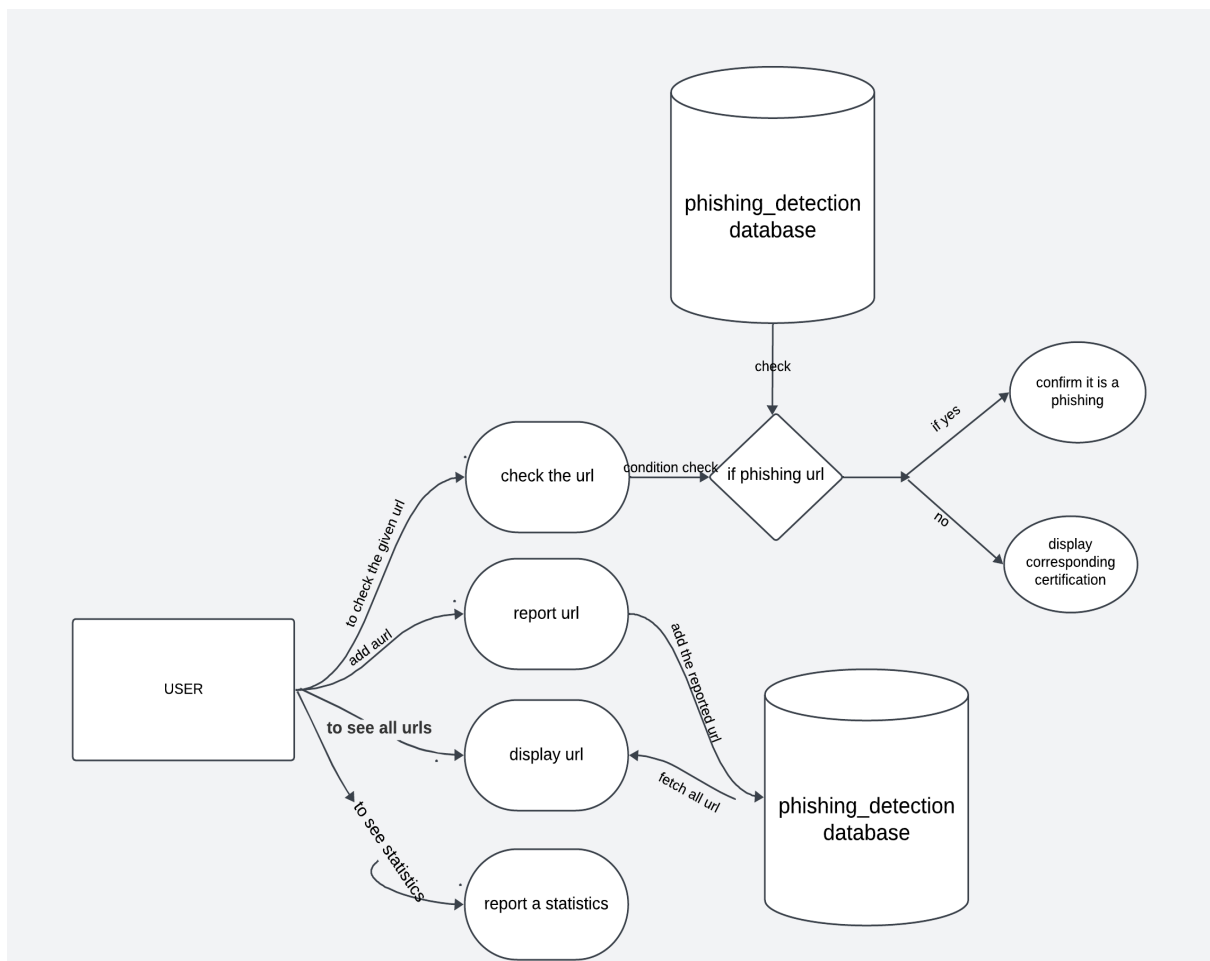 phishing_detection
database
check
confirm it is a
phishing
if yes
check the url
condition check
if phishing url
no
display
corresponding
certification
to check the given url
report url
add aurl
add the reported url
USER
to see all urls
display url
fetch all url
phishing_detection
database
to see statistics
report a statistics